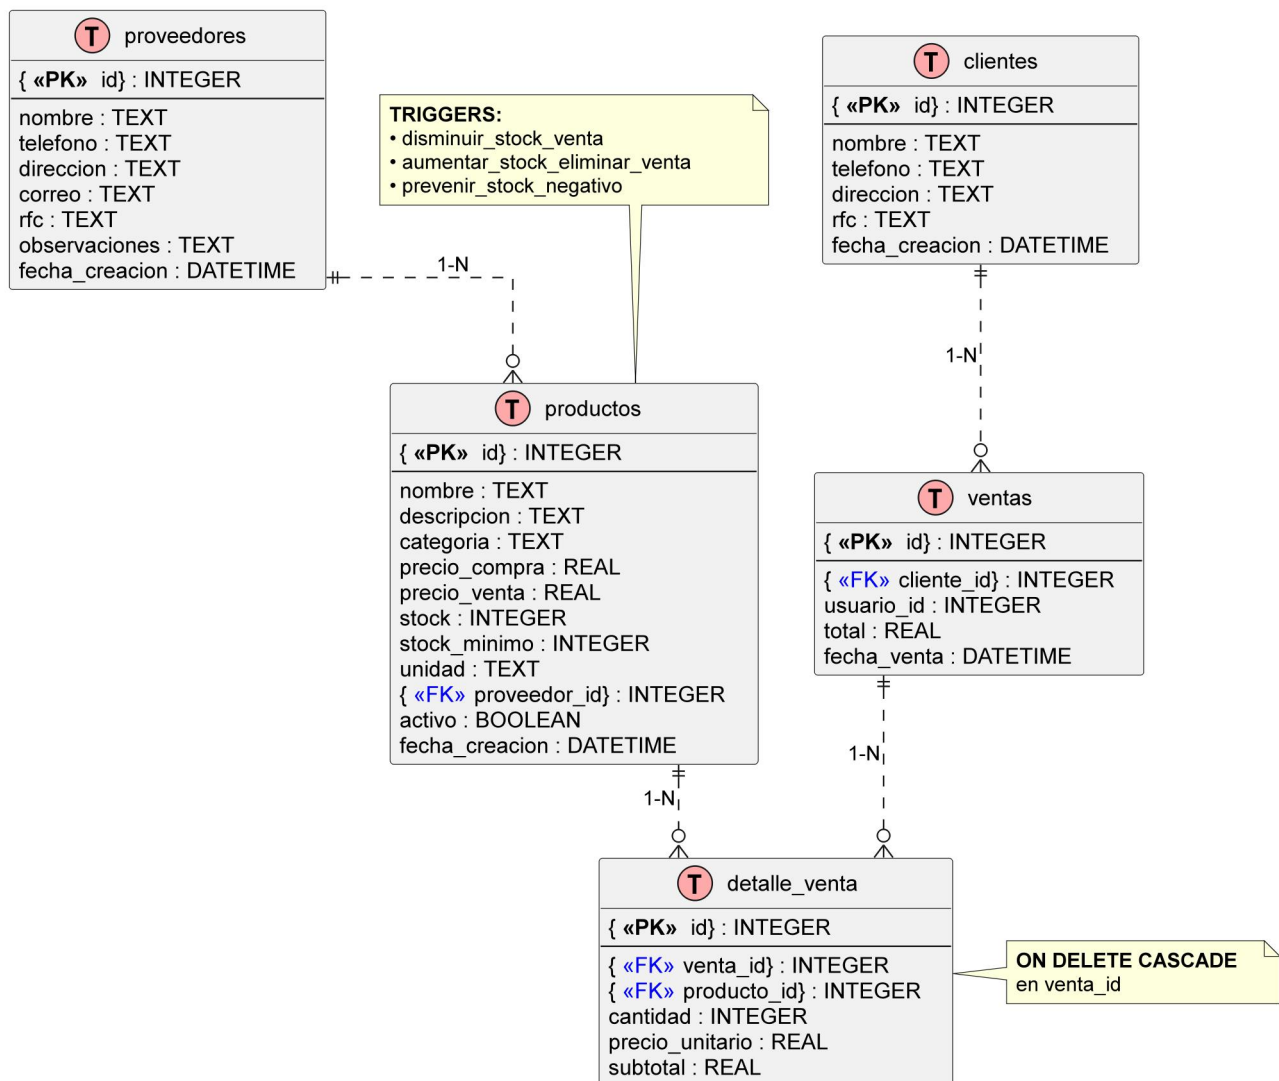 T proveedores
{ «PK» id} : INTEGER
nombre : TEXT
telefono : TEXT
direccion : TEXT
correo : TEXT
rfc : TEXT
observaciones : TEXT
fecha_creacion : DATETIME
TRIGGERS:
• disminuir_stock_venta
• aumentar_stock_eliminar_venta
• prevenir_stock_negativo
T clientes
{ «PK» id} : INTEGER
nombre : TEXT
telefono : TEXT
direccion : TEXT
rfc : TEXT
fecha_creacion : DATETIME
1-N
1-N
T productos
{ «PK» id} : INTEGER
nombre : TEXT
descripcion : TEXT
categoria : TEXT
precio_compra : REAL
precio_venta : REAL
stock : INTEGER
stock_minimo : INTEGER
unidad : TEXT
{ «FK» proveedor_id} : INTEGER
activo : BOOLEAN
fecha_creacion : DATETIME
T ventas
{ «PK» id} : INTEGER
{ «FK» cliente_id} : INTEGER
usuario_id : INTEGER
total : REAL
fecha_venta : DATETIME
1-N
1-N
T detalle_venta
{ «PK» id} : INTEGER
{ «FK» venta_id} : INTEGER
{ «FK» producto_id} : INTEGER
cantidad : INTEGER
precio_unitario : REAL
subtotal : REAL
ON DELETE CASCADE
en venta_id